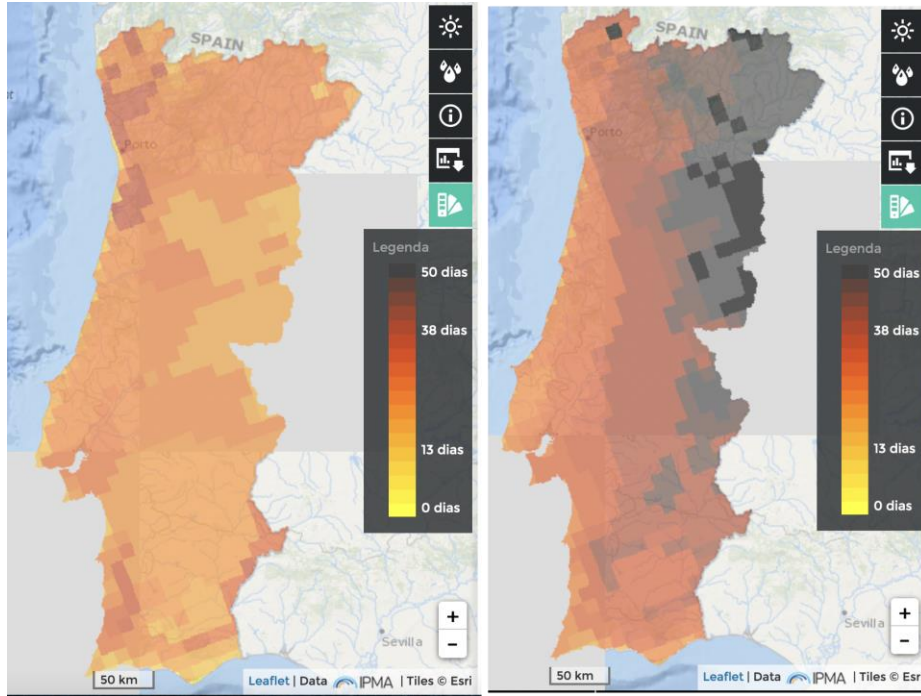 SPAIN
Porto
Legenda
50 dias
38 dias
13 dias
0 dias
+
−
Sevilla
50 km
Leaflet | Data IPMA | Tiles © Esri
SPAIN
Porto
Legenda
50 dias
38 dias
13 dias
0 dias
+
−
Sevilla
50 km
Leaflet | Data IPMA | Tiles © Esri